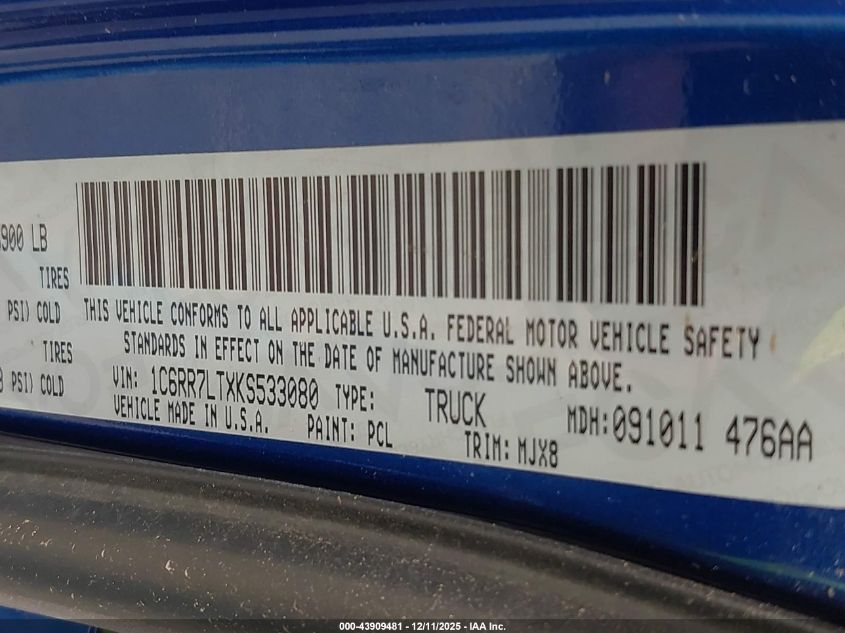 900 LB
TIRES
PSI) COLD
TIRES
PSI) COLD
THIS VEHICLE CONFORMS TO ALL APPLICABLE U.S.A. FEDERAL MOTOR VEHICLE SAFETY
STANDARDS IN EFFECT ON THE DATE OF MANUFACTURE SHOWN ABOVE.
VIN: 1C6RR7LTXKS533080 TYPE: TRUCK MDH:091011 476AA
VEHICLE MADE IN U.S.A. PAINT: PCL TRIM: MJX8
000-43909481 - 12/11/2025 - IAA Inc.